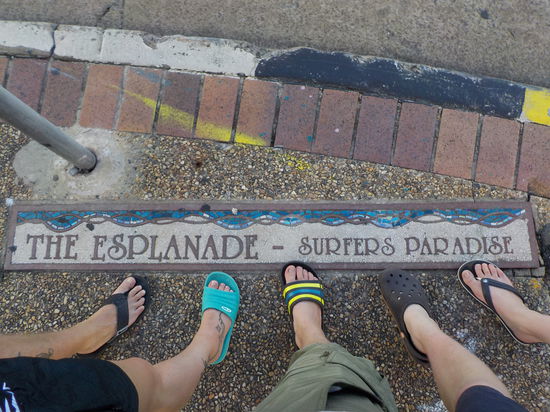 THE ESPLANADE - SURFERS PARADISE